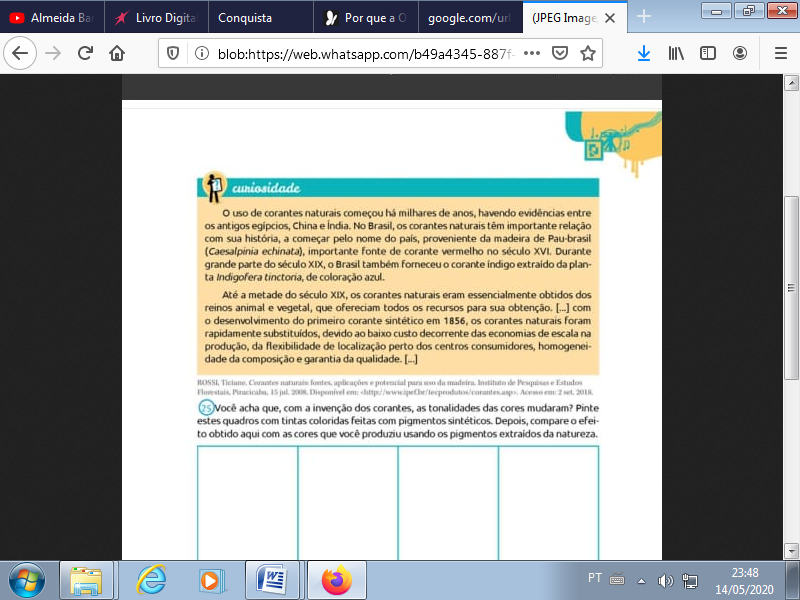 Almeida Ba
Livro Digita
Conquista
Por que a O
google.com/url
(JPEG Image,
blob:https://web.whatsapp.com/b49a4345-887f-
curiosidade
O uso de corantes naturais começou há milhares de anos, havendo evidências entre
os antigos egípcios, China e Índia. No Brasil, os corantes naturais têm importante relação
com sua história, a começar pelo nome do país, proveniente da madeira de Pau-brasil
(Caesalpinia echinata), importante fonte de corante vermelho no século XVI. Durante
grande parte do século XIX, o Brasil também forneceu o corante índigo extraído da plan-
ta Indigofera tinctoria, de coloração azul.
Até a metade do século XIX, os corantes naturais eram essencialmente obtidos dos
reinos animal e vegetal, que ofereciam todos os recursos para sua obtenção. [...] com
o desenvolvimento do primeiro corante sintético em 1856, os corantes naturais foram
rapidamente substituídos, devido ao baixo custo decorrente das economias de escala na
produção, da flexibilidade de localização perto dos centros consumidores, homogenei-
dade da composição e garantia da qualidade. [...]
ROSSI, Ticiane. Corantes naturais fontes, aplicações e potencial para uso da madeira. Instituto de Pesquisas e Estudos
Florestais, Piracicaba, 15 jul. 2008. Disponível em: <http://www.ipef.br/tecprodutos/corantes.asp>. Acesso em: 2 set. 2018.
25 Você acha que, com a invenção dos corantes, as tonalidades das cores mudaram? Pinte
estes quadros com tintas coloridas feitas com pigmentos sintéticos. Depois, compare o efei-
to obtido aqui com as cores que você produziu usando os pigmentos extraídos da natureza.
PT
23:48
14/05/2020